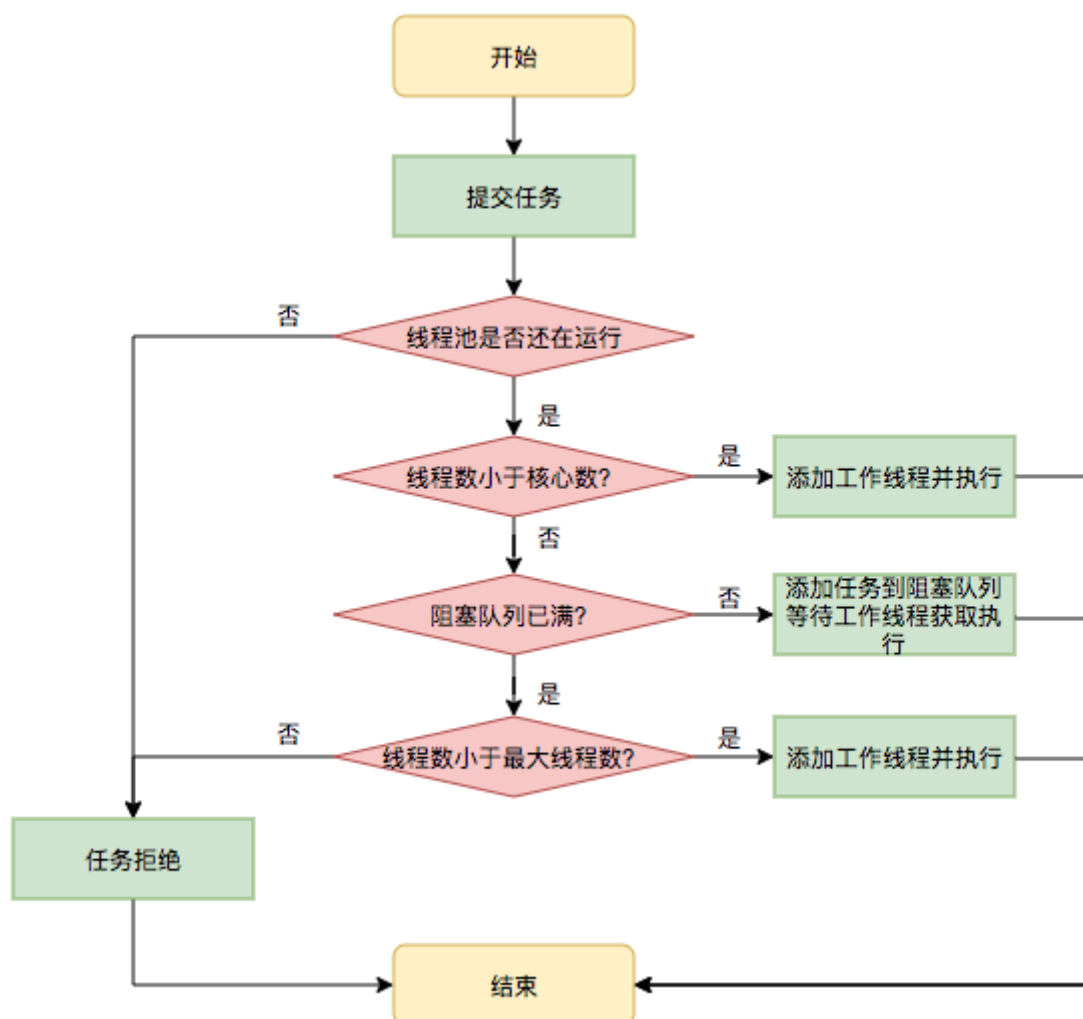 开始
提交任务
否
线程池是否还在运行
是
线程数小于核心数?
是
添加工作线程并执行
否
阻塞队列已满?
否
添加任务到阻塞队列
等待工作线程获取执
行
是
否
线程数小于最大线程数?
是
添加工作线程并执行
任务拒绝
结束